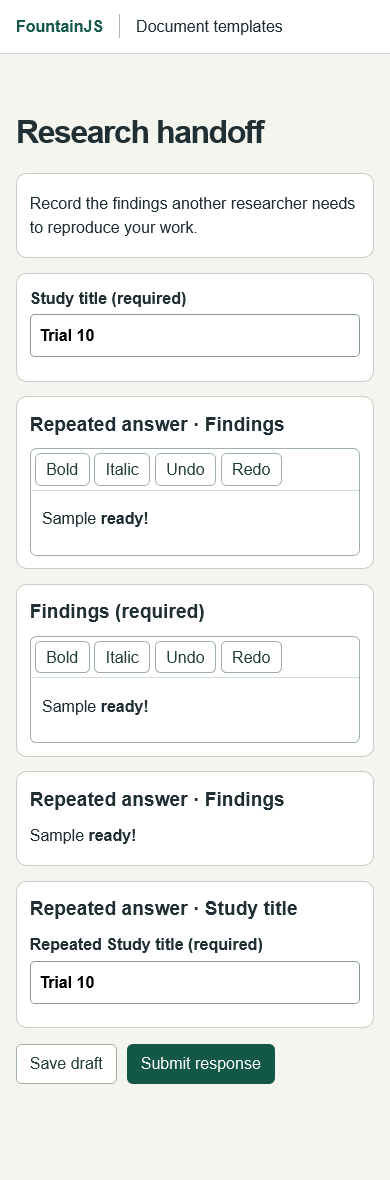 FountainJS Document templates
Research handoff
Record the findings another researcher needs
to reproduce your work.
Study title (required)
Trial 10
Repeated answer · Findings
Bold Italic Undo Redo
Sample ready!
Findings (required)
Bold Italic Undo Redo
Sample ready!
Repeated answer · Findings
Sample ready!
Repeated answer · Study title
Repeated Study title (required)
Trial 10
Save draft Submit response